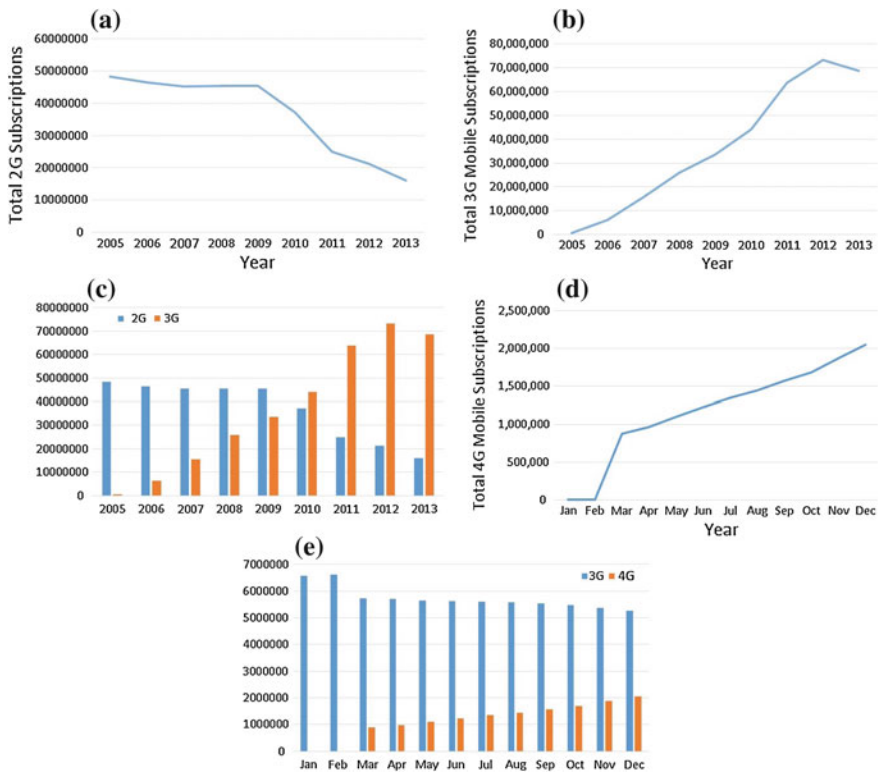 (a)
Total 2G Subscriptions
60000000
50000000
40000000
30000000
20000000
10000000
0
2005 2006 2007 2008 2009 2010 2011 2012 2013
Year
(b)
Total 3G Mobile Subscriptions
80,000,000
70,000,000
60,000,000
50,000,000
40,000,000
30,000,000
20,000,000
10,000,000
0
2005 2006 2007 2008 2009 2010 2011 2012 2013
Year
(c)
2G 3G
80000000
70000000
60000000
50000000
40000000
30000000
20000000
10000000
0
2005 2006 2007 2008 2009 2010 2011 2012 2013
(d)
Total 4G Mobile Subscriptions
2,500,000
2,000,000
1,500,000
1,000,000
500,000
0
Jan Feb Mar Apr May Jun Jul Aug Sep Oct Nov Dec
Year
(e)
3G 4G
7000000
6000000
5000000
4000000
3000000
2000000
1000000
0
Jan Feb Mar Apr May Jun Jul Aug Sep Oct Nov Dec